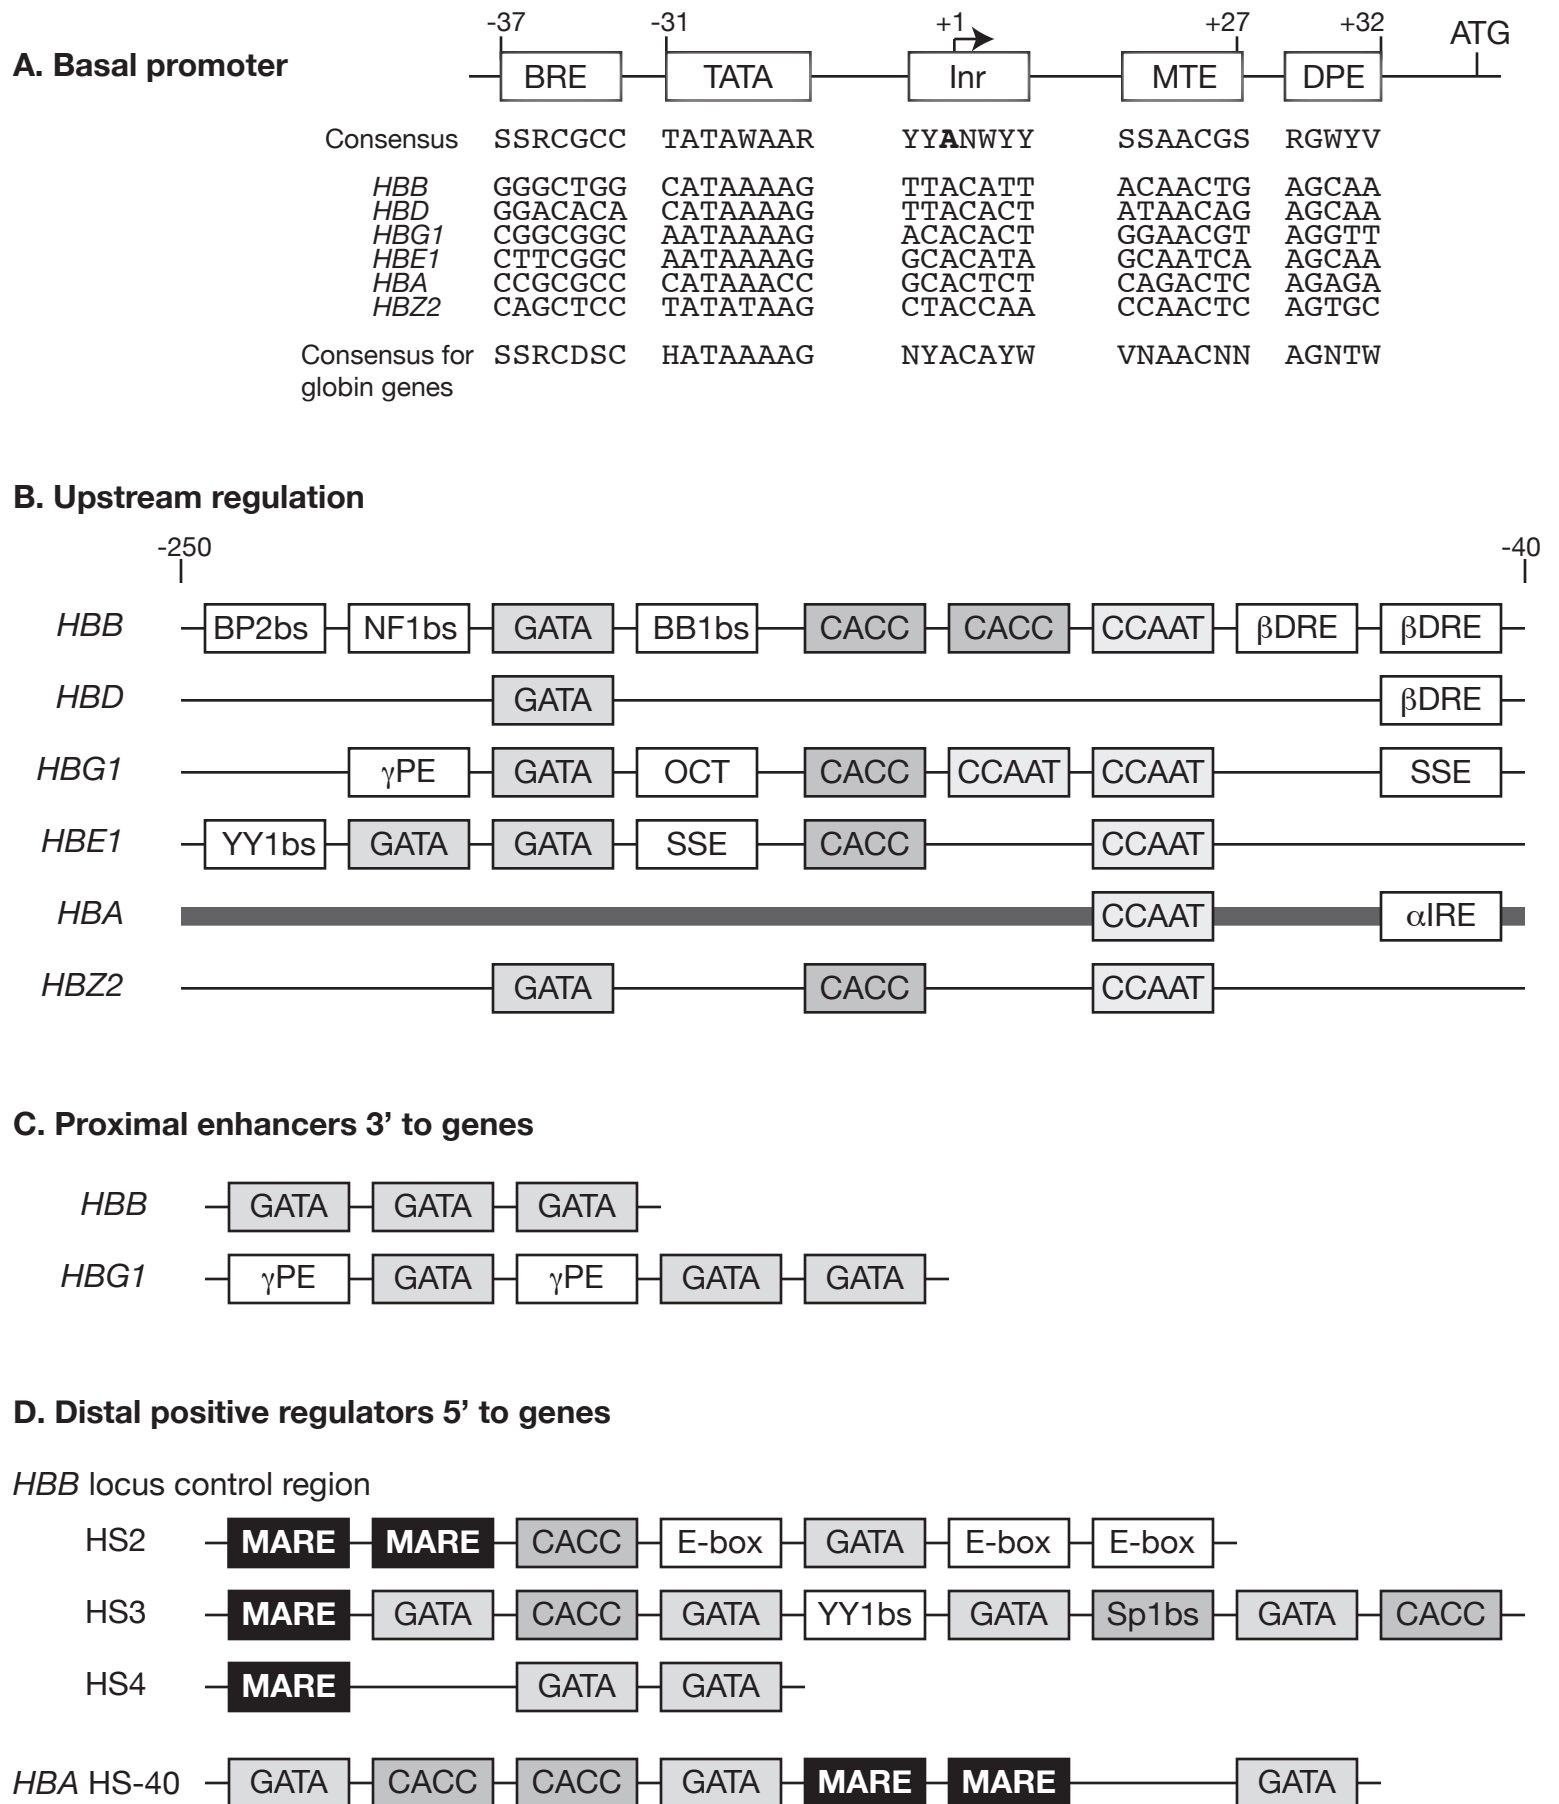 -37 -31 +1 +27 +32 ATG
A. Basal promoter BRE TATA Inr MTE DPE
Consensus SSRCGCC TATAWAAR YYANWYY SSAACGS RGWYV
HBB GGGCTGG CATAAAAG TTACATT ACAACTG AGCAA
HBD GGACACA CATAAAAG TTACACT ATAACAG AGCAA
HBG1 CGGCGGC AATAAAAG ACACACT GGAACGT AGGTT
HBE1 CTTCGGC AATAAAAG GCACATA GCAATCA AGCAA
HBA CCGCGCC CATAAACC GCACTCT CAGACTC AGAGA
HBZ2 CAGCTCC TATATAAG CTACCAA CCAACTC AGTGC
Consensus for SSRCDSC HATAAAAG NYACAYW VNAACNN AGNTW
globin genes
B. Upstream regulation
-250 -40
HBB BP2bs NF1bs GATA BB1bs CACC CACC CCAAT βDRE βDRE
HBD GATA βDRE
HBG1 γPE GATA OCT CACC CCAAT CCAAT SSE
HBE1 YY1bs GATA GATA SSE CACC CCAAT
HBA CCAAT αIRE
HBZ2 GATA CACC CCAAT
C. Proximal enhancers 3’ to genes
HBB GATA GATA GATA
HBG1 γPE GATA γPE GATA GATA
D. Distal positive regulators 5’ to genes
HBB locus control region
HS2 MARE MARE CACC E-box GATA E-box E-box
HS3 MARE GATA CACC GATA YY1bs GATA Sp1bs GATA CACC
HS4 MARE GATA GATA
HBA HS-40 GATA CACC CACC GATA MARE MARE GATA